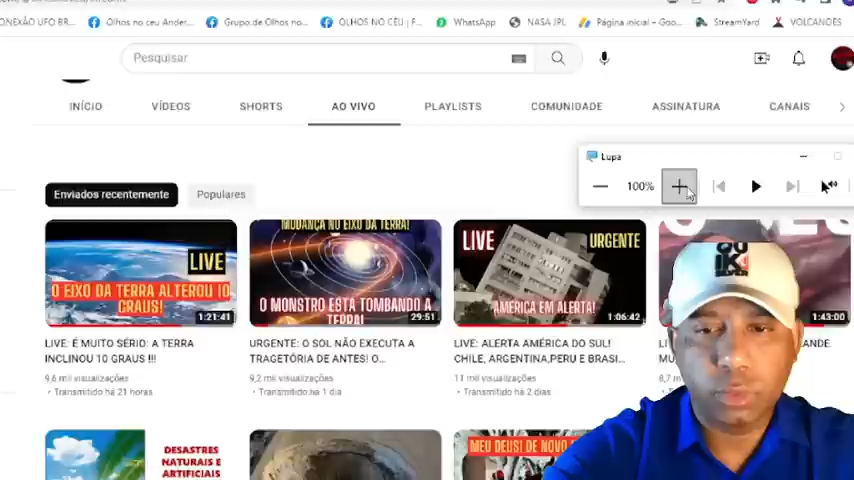 ONEXÃO UFO BR...
Olhos no ceu Ander...
Grupo de Olhos no...
OLHOS NO CÉU | F...
WhatsApp
NASA JPL
Página inicial – Goo...
StreamYard
VOLCANOES
Pesquisar
INÍCIO
VÍDEOS
SHORTS
AO VIVO
PLAYLISTS
COMUNIDADE
ASSINATURA
CANAIS
Lupa
100%
Enviados recentemente
Populares
LIVE
O EIXO DA TERRA ALTEROU 10
GRAUS!
1:21:41
MUDANÇA NO EIXO DA TERRA!
O MONSTRO ESTA TOMBANDO A
TERRA!
29:51
LIVE
URGENTE
AMÉRICA EM ALERTA!
1:06:42
1:43:00
LIVE: É MUITO SÉRIO: A TERRA
INCLINOU 10 GRAUS !!!
9,6 mil visualizações
• Transmitido há 21 horas
URGENTE: O SOL NÃO EXECUTA A
TRAGETÓRIA DE ANTES! O...
9,2 mil visualizações
• Transmitido há 1 dia
LIVE: ALERTA AMÉRICA DO SUL!
CHILE, ARGENTINA,PERU E BRASI...
11 mil visualizações
• Transmitido há 2 dias
8,7
DESASTRES
NATURAIS E
ARTIFICIAIS
MEU DEUS! DE NOVO